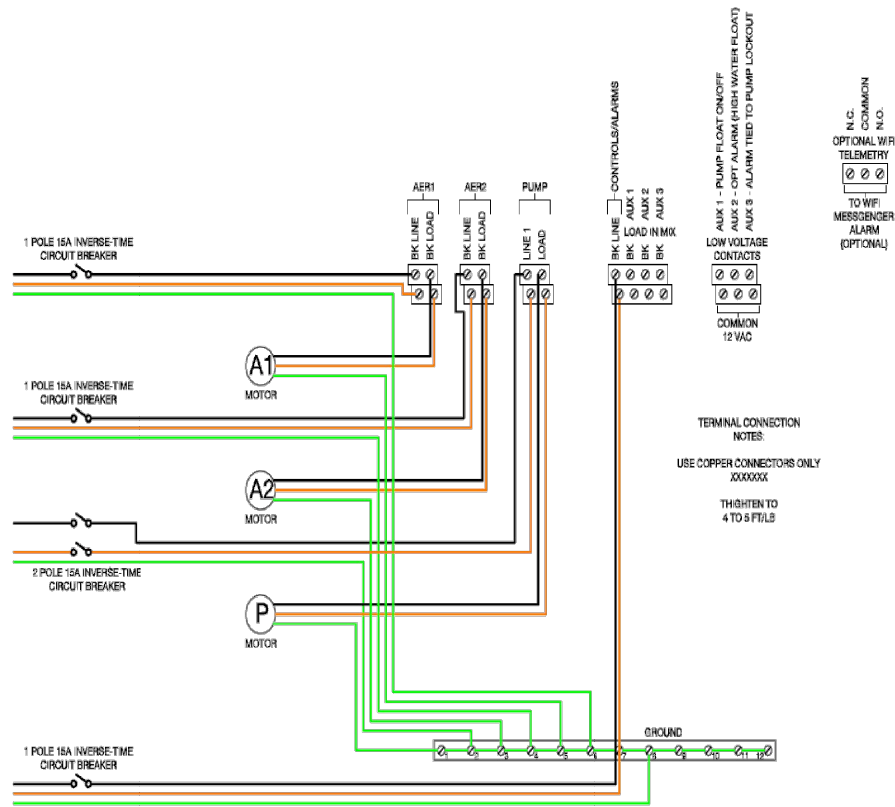 N.C.
COMMON
N.O.
OPTIONAL WIFI
TELEMETRY
TO WIFI
MESSGENGER
ALARM
(OPTIONAL)
AUX 1 - PUMP FLOAT ON/OFF
AUX 2 - OPT ALARM (HIGH WATER FLOAT)
AUX 3 - ALARM TIED TO PUMP LOCKOUT
LOW VOLTAGE
CONTACTS
COMMON
12 VAC
CONTROLS/ALARMS
BK LINE
BK AUX 1
BK AUX 2
BK AUX 3
LOAD IN MIX
AER1
BK LINE
BK LOAD
AER2
BK LINE
BK LOAD
PUMP
LINE 1
LOAD
1 POLE 15A INVERSE-TIME
CIRCUIT BREAKER
A1
MOTOR
1 POLE 15A INVERSE-TIME
CIRCUIT BREAKER
A2
MOTOR
2 POLE 15A INVERSE-TIME
CIRCUIT BREAKER
P
MOTOR
TERMINAL CONNECTION
NOTES:
USE COPPER CONNECTORS ONLY
XXXXXXX
THIGHTEN TO
4 TO 5 FT/LB
GROUND
1 2 3 4 5 6 7 8 9 10 11 12
1 POLE 15A INVERSE-TIME
CIRCUIT BREAKER